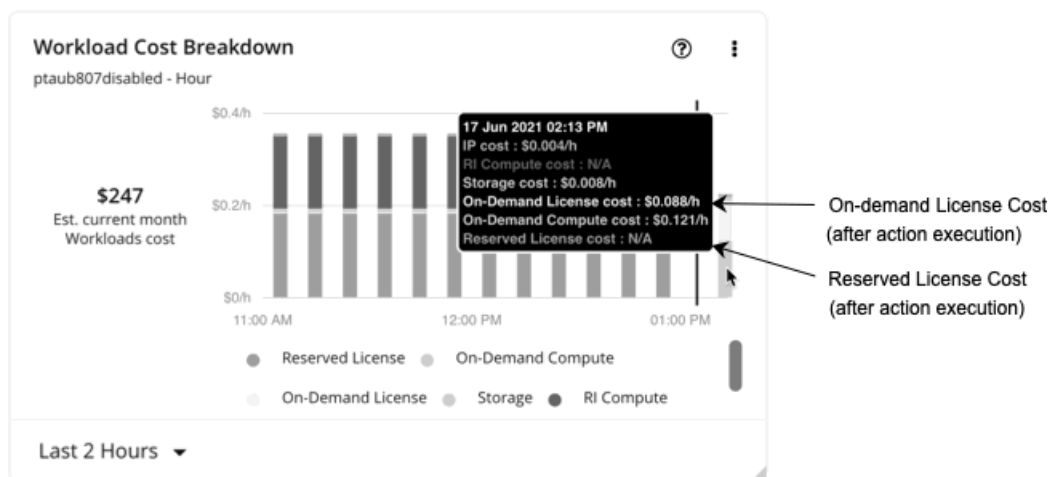 Workload Cost Breakdown
ptaub807disabled - Hour
$0.4/h
17 Jun 2021 02:13 PM
IP cost : $0.004/h
RI Compute cost : N/A
Storage cost : $0.008/h
On-Demand License cost : $0.088/h
On-Demand Compute cost : $0.121/h
Reserved License cost : N/A
$247
Est. current month
Workloads cost
$0.2/h
$0/h
11:00 AM
12:00 PM
01:00 PM
On-demand License Cost
(after action execution)
Reserved License Cost
(after action execution)
Reserved License
On-Demand Compute
On-Demand License
Storage
RI Compute
Last 2 Hours